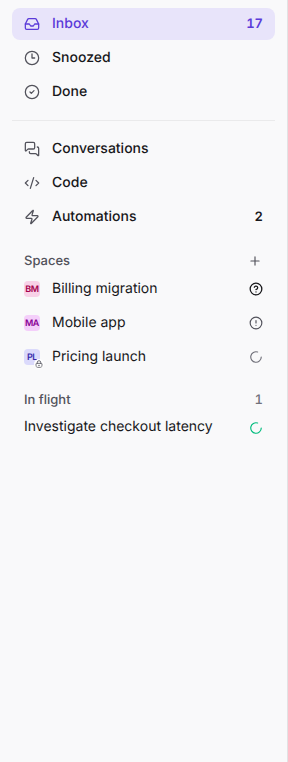 Inbox 17
Snoozed
Done
Conversations
Code
Automations 2
Spaces +
BM Billing migration
MA Mobile app
PL Pricing launch
In flight 1
Investigate checkout latency